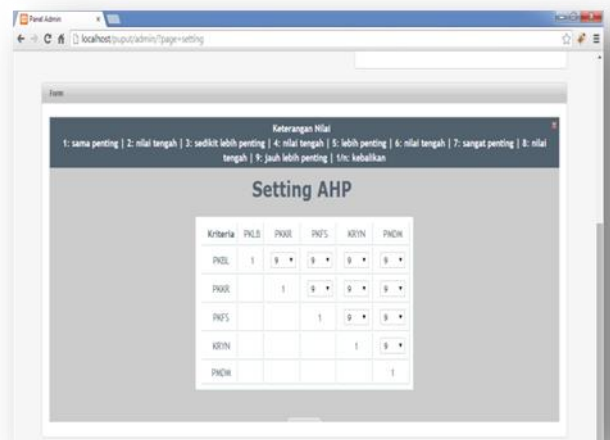 Panel Admin
localhost/puput/admin/?page=setting
Form
Keterangan Nilai
1: sama penting | 2: nilai tengah | 3: sedikit lebih penting | 4: nilai tengah | 5: lebih penting | 6: nilai tengah | 7: sangat penting | 8: nilai
tengah | 9: jauh lebih penting | 1/n: kebalikan
Setting AHP
Kriteria PKLB PKKR PKFS KRYN PMDM
PKBL 1 9 9 9 9
PKKR 1 9 9 9
PKFS 1 9 9
KRYN 1 9
PMDM 1